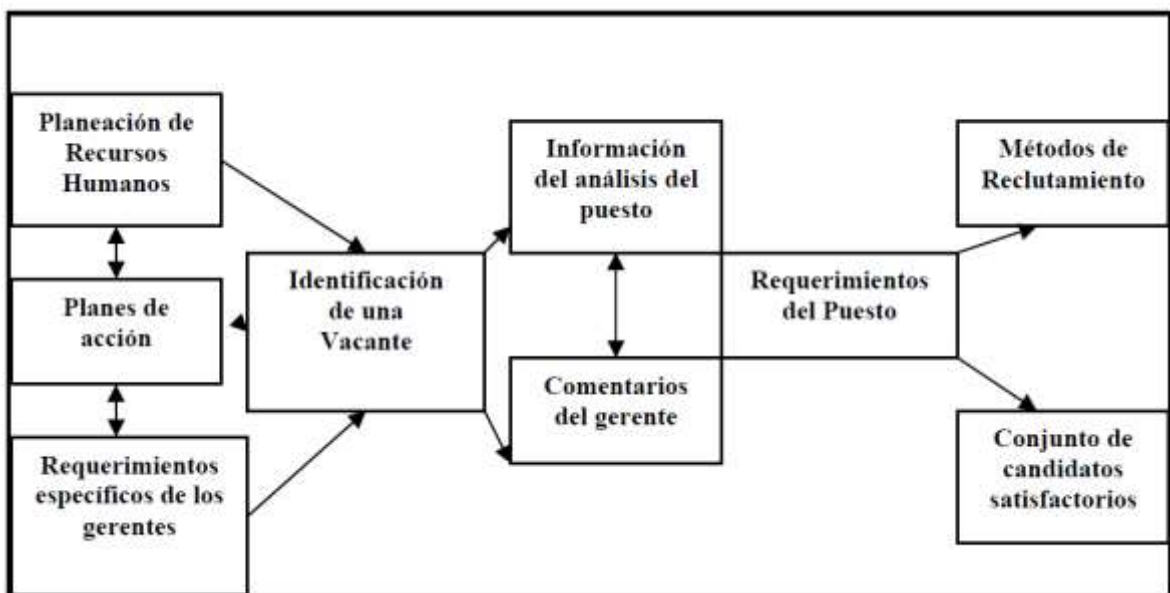 Planeación de
Recursos
Humanos
Planes de
acción
Requerimientos
específicos de los
gerentes
Identificación
de una
Vacante
Información
del análisis del
puesto
Comentarios
del gerente
Requerimientos
del Puesto
Métodos de
Reclutamiento
Conjunto de
candidatos
satisfactorios